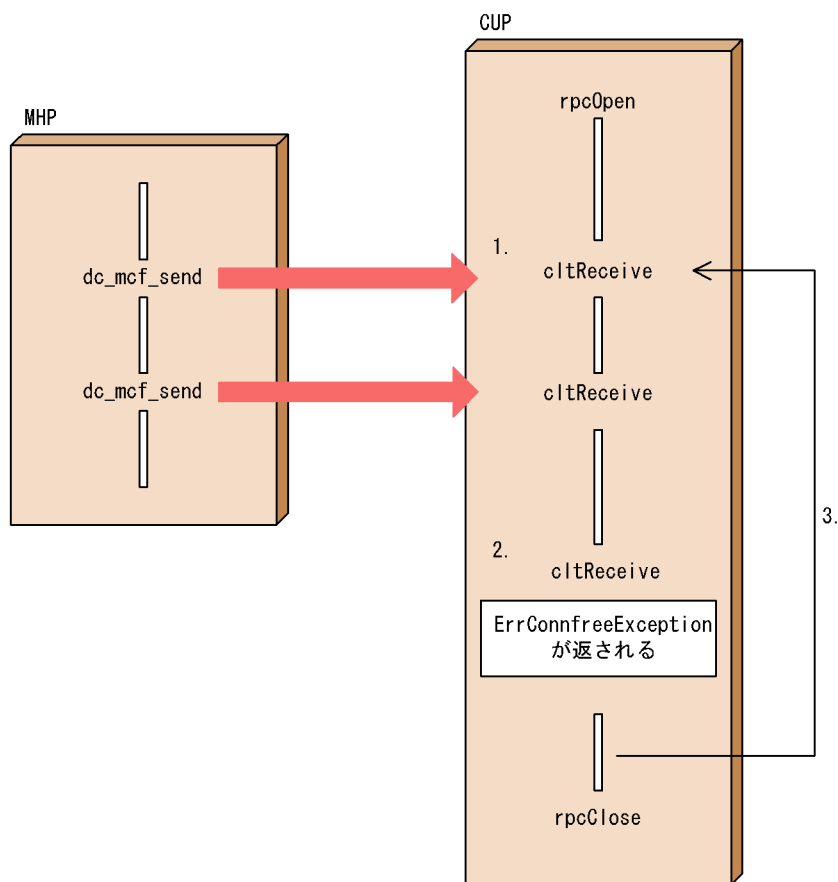 CUP
MHP
rpcOpen
1.
dc_mcf_send
cltReceive
dc_mcf_send
cltReceive
3.
2.
cltReceive
ErrConnfreeException
が返される
rpcClose